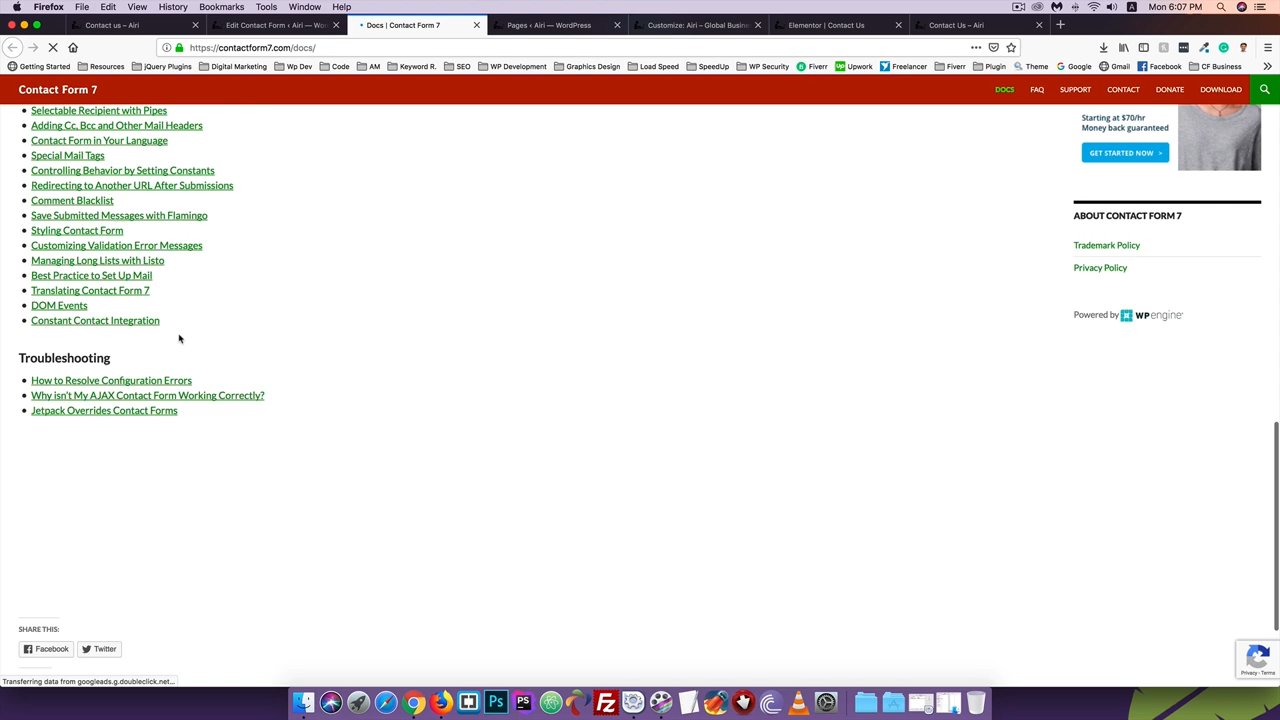 Firefox File Edit View History Bookmarks Tools Window Help
Mon 6:07 PM
Contact us – Airi
Edit Contact Form ‹ Airi — Wo
Docs | Contact Form 7
Pages ‹ Airi — WordPress
Customize: Airi – Global Busine
Elementor | Contact Us
Contact Us – Airi
https://contactform7.com/docs/
Getting Started Resources jQuery Plugins Digital Marketing Wp Dev Code AM Keyword R. SEO WP Development Graphics Design Load Speed SpeedUp WP Security Fiverr Upwork Freelancer Fiverr Plugin Theme Google Gmail Facebook CF Business
Contact Form 7
DOCS FAQ SUPPORT CONTACT DONATE DOWNLOAD
Selectable Recipient with Pipes
Adding Cc, Bcc and Other Mail Headers
Contact Form in Your Language
Special Mail Tags
Controlling Behavior by Setting Constants
Redirecting to Another URL After Submissions
Comment Blacklist
Save Submitted Messages with Flamingo
Styling Contact Form
Customizing Validation Error Messages
Managing Long Lists with Listo
Best Practice to Set Up Mail
Translating Contact Form 7
DOM Events
Constant Contact Integration
Troubleshooting
How to Resolve Configuration Errors
Why isn't My AJAX Contact Form Working Correctly?
Jetpack Overrides Contact Forms
Starting at $70/hr
Money back guaranteed
GET STARTED NOW >
ABOUT CONTACT FORM 7
Trademark Policy
Privacy Policy
Powered by WPengine
SHARE THIS:
Facebook
Twitter
Privacy - Terms
Transferring data from googleads.g.doubleclick.net...
Ps
PS
Fz